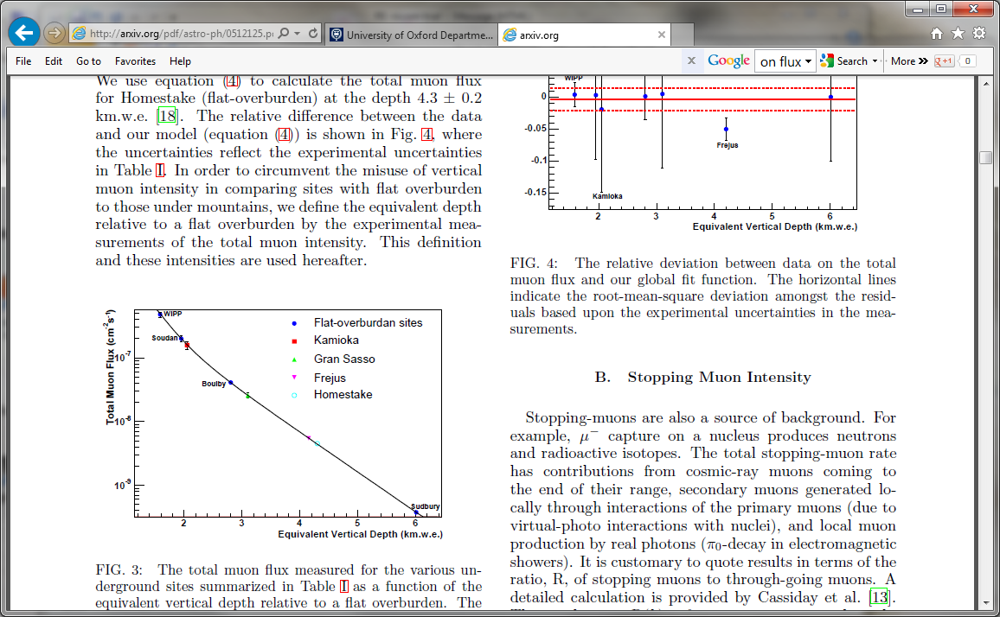 http://arxiv.org/pdf/astro-ph/0512125.p
University of Oxford Departme...
arxiv.org
File Edit Go to Favorites Help
x Google on flux Search More » g+1 0
We use equation (4) to calculate the total muon flux
for Homestake (flat-overburden) at the depth 4.3 ± 0.2
km.w.e. [18]. The relative difference between the data
and our model (equation (4)) is shown in Fig. 4, where
the uncertainties reflect the experimental uncertainties
in Table I. In order to circumvent the misuse of vertical
muon intensity in comparing sites with flat overburden
to those under mountains, we define the equivalent depth
relative to a flat overburden by the experimental mea-
surements of the total muon intensity. This definition
and these intensities are used hereafter.
Total Muon Flux (cm⁻²s⁻¹)
10⁻⁷
10⁻⁸
10⁻⁹
WIPP
Soudan
Boulby
Sudbury
Flat-overburdan sites
Kamioka
Gran Sasso
Frejus
Homestake
2 3 4 5 6
Equivalent Vertical Depth (km.w.e.)
FIG. 3: The total muon flux measured for the various un-
derground sites summarized in Table I as a function of the
equivalent vertical depth relative to a flat overburden. The
WIPP
0
-0.05
-0.1
-0.15
Frejus
Kamioka
2 3 4 5 6
Equivalent Vertical Depth (km.w.e.)
FIG. 4: The relative deviation between data on the total
muon flux and our global fit function. The horizontal lines
indicate the root-mean-square deviation amongst the resid-
uals based upon the experimental uncertainties in the mea-
surements.
B. Stopping Muon Intensity
Stopping-muons are also a source of background. For
example, μ⁻ capture on a nucleus produces neutrons
and radioactive isotopes. The total stopping-muon rate
has contributions from cosmic-ray muons coming to
the end of their range, secondary muons generated lo-
cally through interactions of the primary muons (due to
virtual-photo interactions with nuclei), and local muon
production by real photons (π₀-decay in electromagnetic
showers). It is customary to quote results in terms of the
ratio, R, of stopping muons to through-going muons. A
detailed calculation is provided by Cassiday et al. [13].